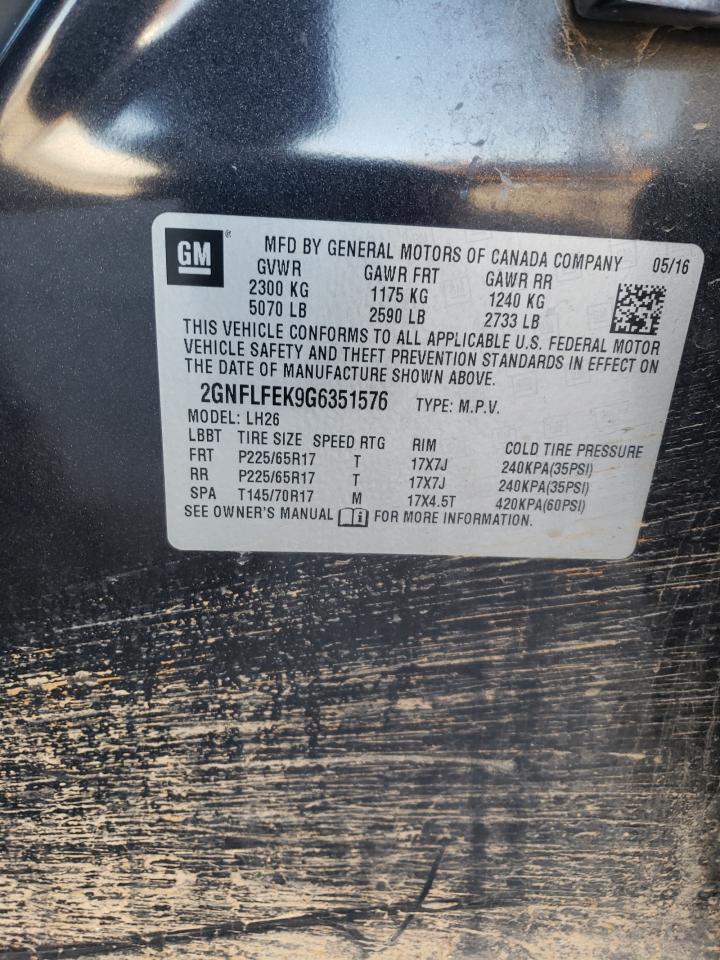 GM ® MFD BY GENERAL MOTORS OF CANADA COMPANY 05/16
GVWR GAWR FRT GAWR RR
2300 KG 1175 KG 1240 KG
5070 LB 2590 LB 2733 LB
THIS VEHICLE CONFORMS TO ALL APPLICABLE U.S. FEDERAL MOTOR
VEHICLE SAFETY AND THEFT PREVENTION STANDARDS IN EFFECT ON
THE DATE OF MANUFACTURE SHOWN ABOVE.
2GNFLFEK9G6351576 TYPE: M.P.V.
MODEL: LH26
LBBT TIRE SIZE SPEED RTG RIM COLD TIRE PRESSURE
FRT P225/65R17 T 17X7J 240KPA(35PSI)
RR P225/65R17 T 17X7J 240KPA(35PSI)
SPA T145/70R17 M 17X4.5T 420KPA(60PSI)
SEE OWNER'S MANUAL i FOR MORE INFORMATION.